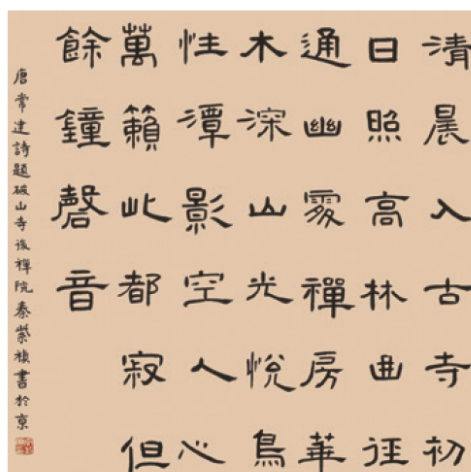 清晨入古寺初
日照高林曲徑
通幽處禪房華
木深山光悅鳥
性潭影空人心
萬籟此都寂但
餘鐘磬音
唐常建詩題破山寺後禪院秦紫書於京